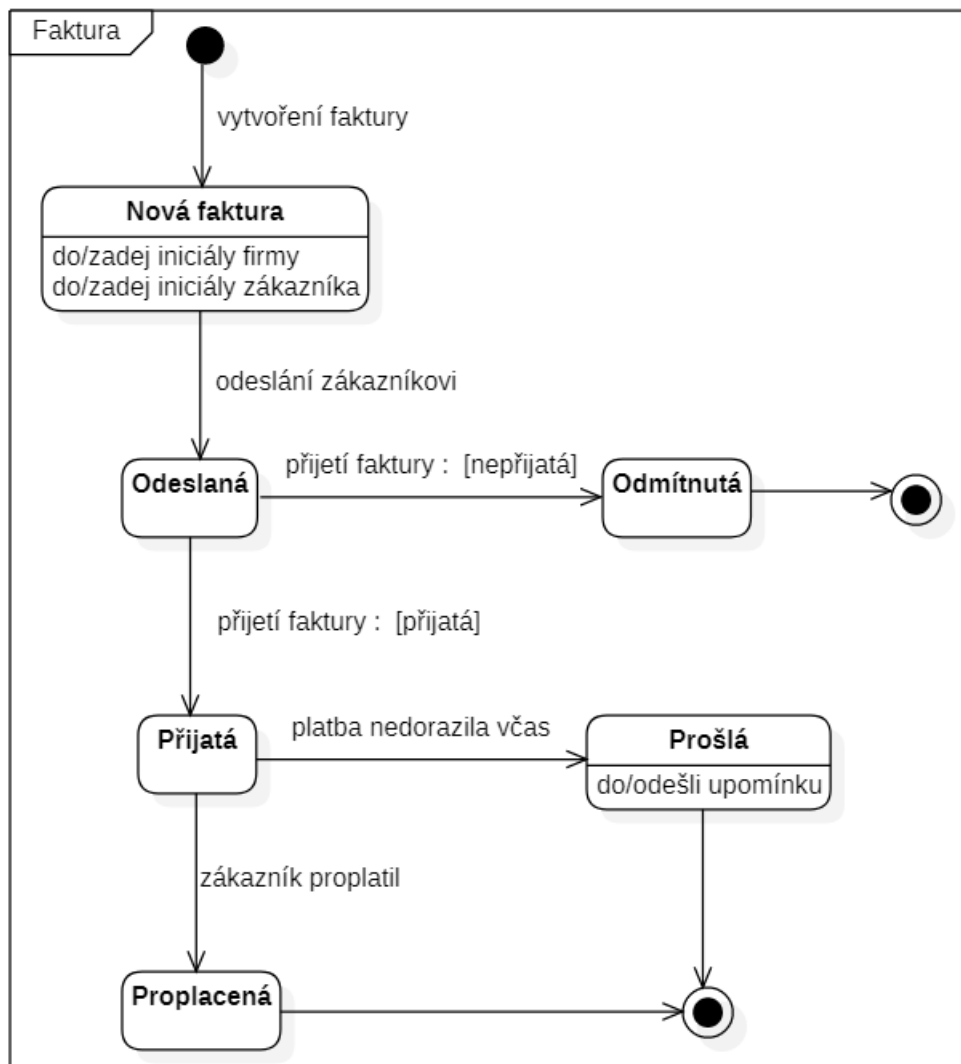 Faktura
vytvoření faktury
Nová faktura
do/zadej iniciály firmy
do/zadej iniciály zákazníka
odeslání zákazníkovi
Odeslaná
přijetí faktury :  [nepřijatá]
Odmítnutá
přijetí faktury :  [přijatá]
Přijatá
platba nedorazila včas
Prošlá
do/odešli upomínku
zákazník proplatil
Proplacená